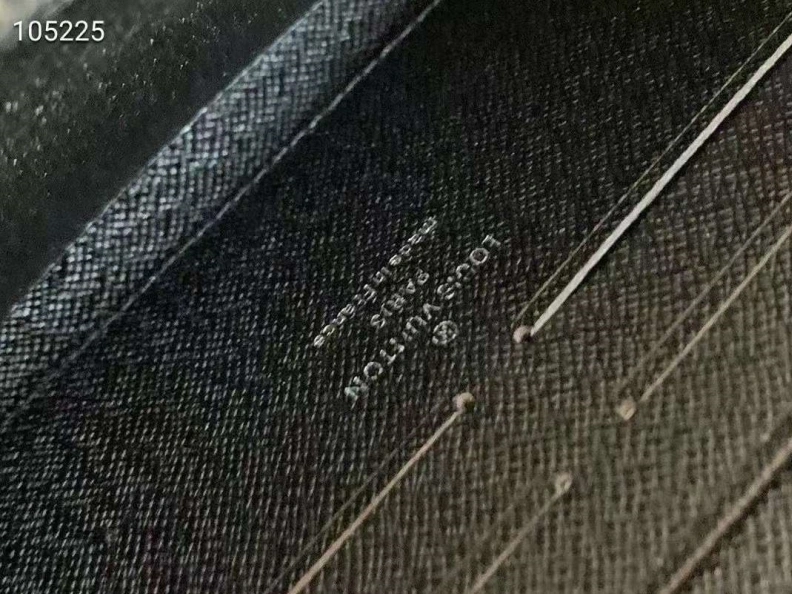 105225
LOUIS VUITTON
®
PARIS
made in France